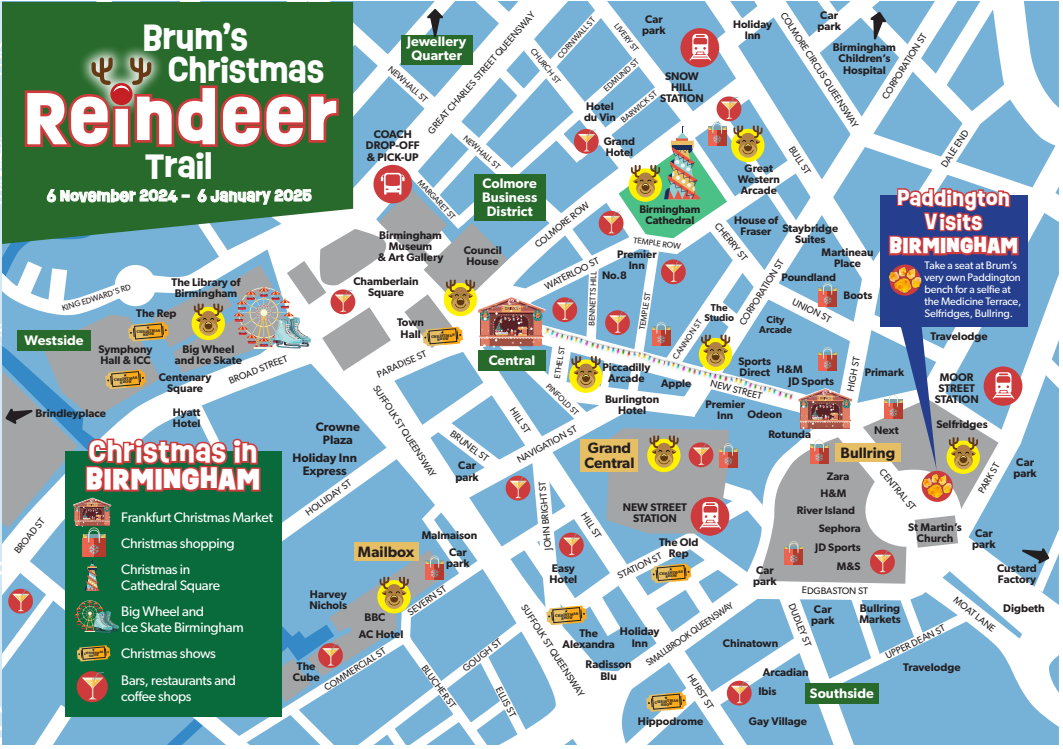 Brum's
Christmas
Reindeer
Trail
6 November 2024 – 6 January 2025
Jewellery
Quarter
NEWHALL ST
GREAT CHARLES STREET QUEENSWAY
CHURCH ST
CORNWALL ST
LIVERY ST
EDMUND ST
BARWICK ST
Car
park
SNOW
HILL
STATION
Holiday
Inn
COLMORE CIRCUS QUEENSWAY
Car
park
Birmingham
Children's
Hospital
CORPORATION ST
DALE END
COACH
DROP-OFF
& PICK-UP
MARGARET ST
NEWHALL ST
Hotel
du Vin
Grand
Hotel
Colmore
Business
District
COLMORE ROW
Birmingham
Cathedral
Great
Western
Arcade
BULL ST
TEMPLE ROW
CHERRY ST
House of
Fraser
Staybridge
Suites
Martineau
Place
Paddington
Visits
BIRMINGHAM
Take a seat at Brum's
very own Paddington
bench for a selfie at
the Medicine Terrace,
Selfridges, Bullring.
Birmingham
Museum
& Art Gallery
Council
House
Chamberlain
Square
WATERLOO ST
BENNETTS HILL
No.8
Premier
Inn
TEMPLE ST
CORPORATION ST
Poundland
Boots
UNION ST
KING EDWARD'S RD
The Library of
Birmingham
The Rep
CHRISTMAS
SHOW
Westside
Symphony
Hall & ICC
CHRISTMAS
SHOW
Big Wheel
and Ice Skate
Centenary
Square
BROAD STREET
Town
Hall
CHRISTMAS
SHOW
PARADISE ST
Central
The
Studio
CANNON ST
City
Arcade
Travelodge
ETHEL ST
PINFOLD ST
Piccadilly
Arcade
Burlington
Hotel
Apple
NEW STREET
Sports
Direct
H&M
JD Sports
HIGH ST
Primark
MOOR
STREET
STATION
Brindleyplace
Hyatt
Hotel
SUFFOLK ST QUEENSWAY
HILL ST
Premier
Inn
Odeon
Rotunda
Next
Selfridges
Christmas in
BIRMINGHAM
Frankfurt Christmas Market
Christmas shopping
Christmas in
Cathedral Square
Big Wheel and
Ice Skate Birmingham
CHRISTMAS
SHOW
Christmas shows
Bars, restaurants and
coffee shops
BROAD ST
Crowne
Plaza
Holiday Inn
Express
HOLLIDAY ST
BRUNEL ST
NAVIGATION ST
Car
park
Grand
Central
NEW STREET
STATION
Bullring
Zara
H&M
River Island
Sephora
JD Sports
M&S
CENTRAL ST
PARK ST
Car
park
St Martin's
Church
Car
park
Custard
Factory
Digbeth
JOHN BRIGHT ST
HILL ST
Malmaison
Mailbox
Car
park
Harvey
Nichols
BBC
AC Hotel
SEVERN ST
The
Cube
COMMERCIAL ST
Easy
Hotel
STATION ST
The Old
Rep
CHRISTMAS
SHOW
Car
park
EDGBASTON ST
CHRISTMAS
SHOW
The
Alexandra
Holiday
Inn
Radisson
Blu
SMALLBROOK QUEENSWAY
SUFFOLK ST QUEENSWAY
GOUGH ST
BLUCHER ST
ELLIS ST
DUDLEY ST
Car
park
Bullring
Markets
UPPER DEAN ST
MOAT LANE
Chinatown
Arcadian
Travelodge
HURST ST
Ibis
Southside
CHRISTMAS
SHOW
Hippodrome
Gay Village